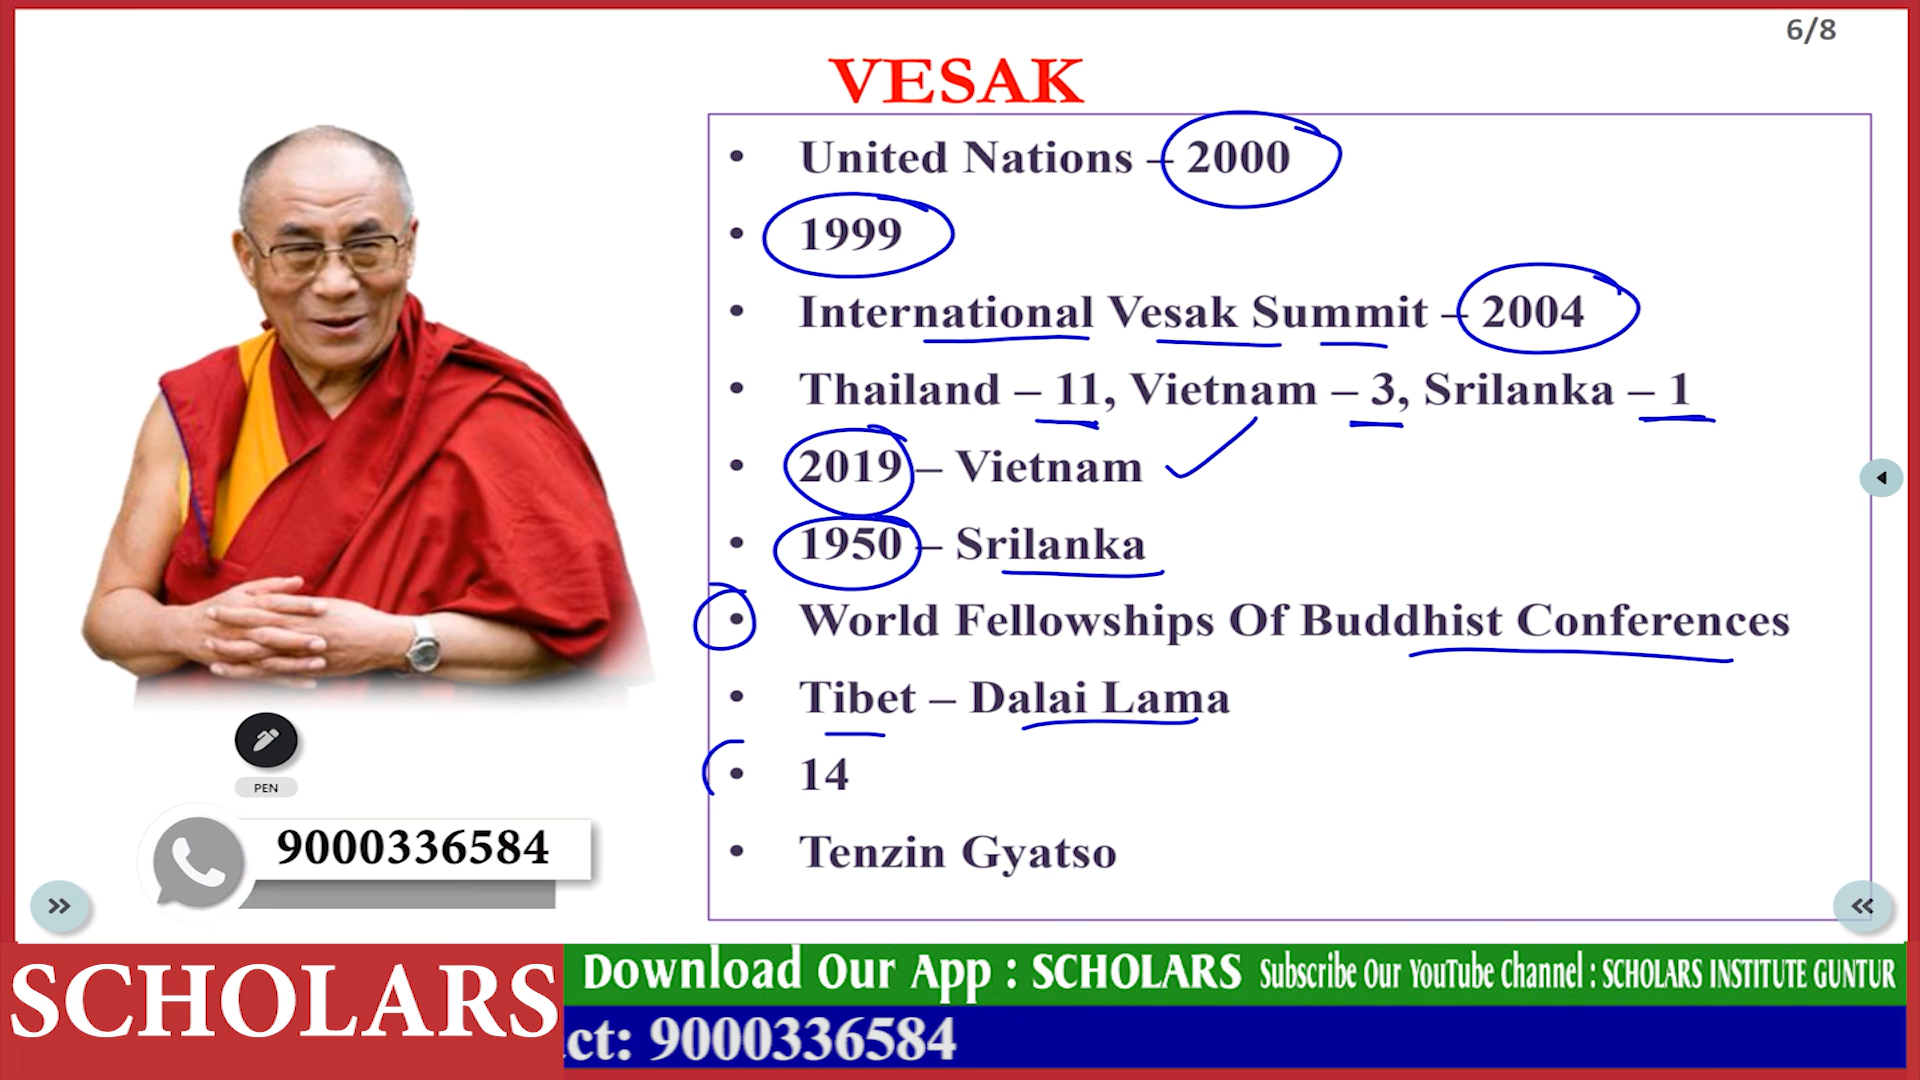 6/8
VESAK
• United Nations – 2000
• 1999
• International Vesak Summit – 2004
• Thailand – 11, Vietnam – 3, Srilanka – 1
• 2019 – Vietnam
• 1950 – Srilanka
• World Fellowships Of Buddhist Conferences
• Tibet – Dalai Lama
• 14
• Tenzin Gyatso
PEN
9000336584
SCHOLARS
Download Our App : SCHOLARS Subscribe Our YouTube Channel : SCHOLARS INSTITUTE GUNTUR
ct: 9000336584